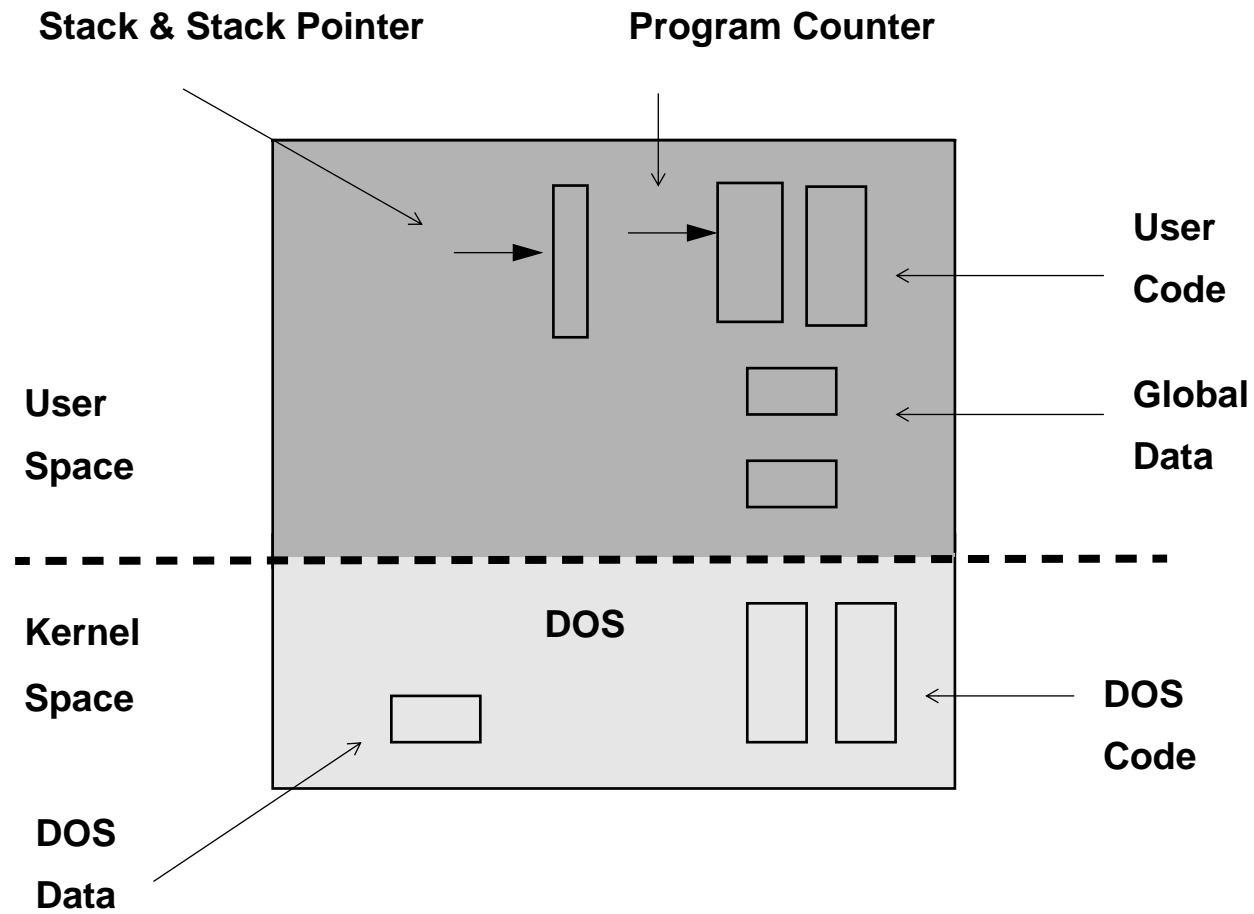 Stack & Stack Pointer
Program Counter
User
Code
User
Space
Global
Data
Kernel
Space
DOS
DOS
Code
DOS
Data